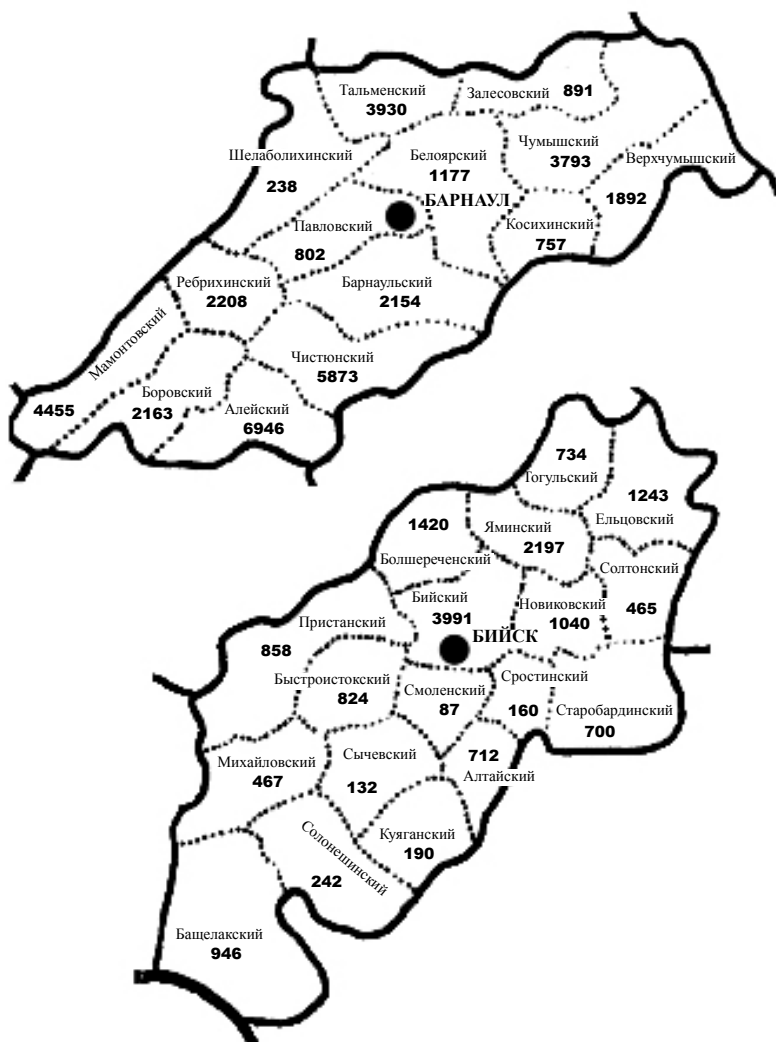 Тальменский
3930
Залесовский
891
Шелаболихинский
238
Белоярский
1177
Чумышский
3793
Верхчумышский
1892
БАРНАУЛ
Павловский
802
Косихинский
757
Ребрихинский
2208
Барнаульский
2154
Мамонтовский
4455
Чистюнский
5873
Боровский
2163
Алейский
6946
734
Тогульский
1243
Ельцовский
1420
Болшереченский
Яминский
2197
Солтонский
465
Бийский
3991
Новиковский
1040
Пристанский
858
БИЙСК
Быстроистокский
824
Смоленский
87
Сростинский
160
Старобардинский
700
Михайловский
467
Сычевский
132
712
Алтайский
Солонешинский
242
Куяганский
190
Бащелакский
946